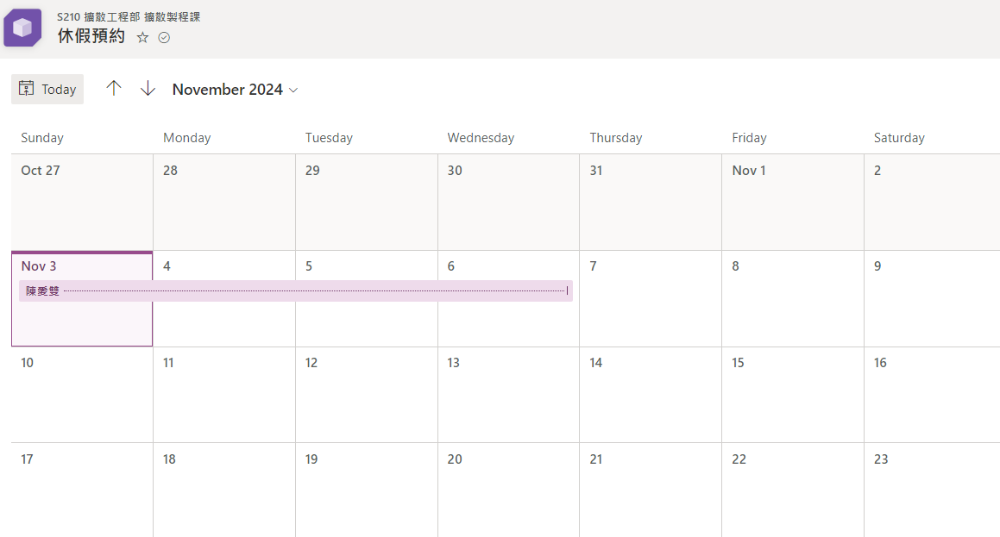 S210 擴散工程部 擴散製程課
休假預約
Today
November 2024
Sunday Monday Tuesday Wednesday Thursday Friday Saturday
Oct 27 28 29 30 31 Nov 1 2
Nov 3 4 5 6 7 8 9
陳愛雙
10 11 12 13 14 15 16
17 18 19 20 21 22 23